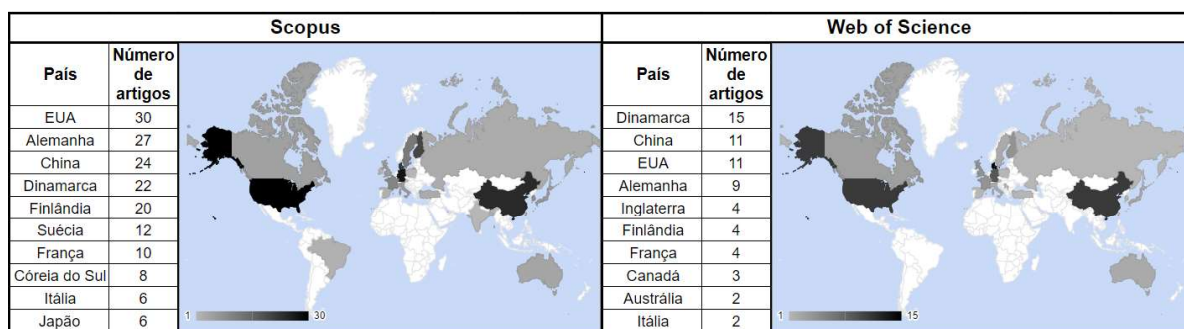 Scopus
País Número de artigos
EUA 30
Alemanha 27
China 24
Dinamarca 22
Finlândia 20
Suécia 12
França 10
Córeia do Sul 8
Itália 6
Japão 6
1 30
Web of Science
País Número de artigos
Dinamarca 15
China 11
EUA 11
Alemanha 9
Inglaterra 4
Finlândia 4
França 4
Canadá 3
Austrália 2
Itália 2
1 15